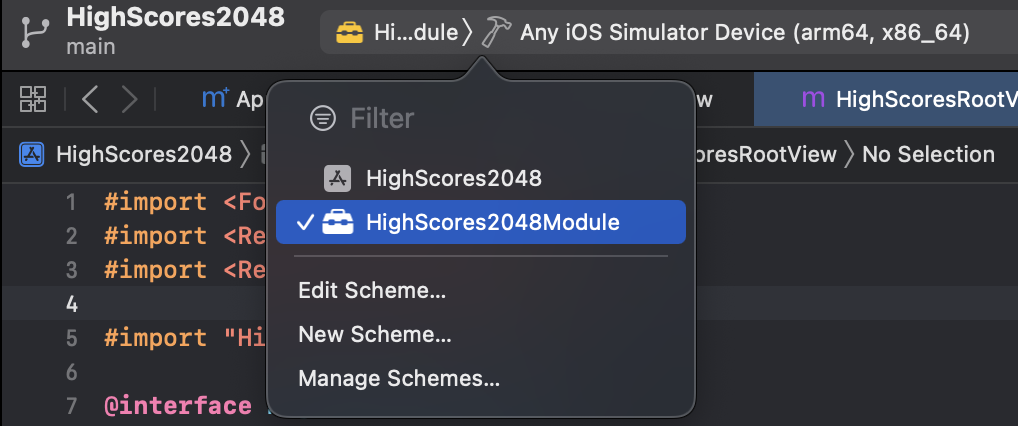 HighScores2048
main
Hi...dule〉 Any iOS Simulator Device (arm64, x86_64)
m+ Ap w m HighScoresRootV
HighScores2048 〉 oresRootView 〉 No Selection
Filter
HighScores2048
✓ HighScores2048Module
Edit Scheme...
New Scheme...
Manage Schemes...
1 #import <Fo
2 #import <Re
3 #import <Re
4
5 #import "Hi
6
7 @interface